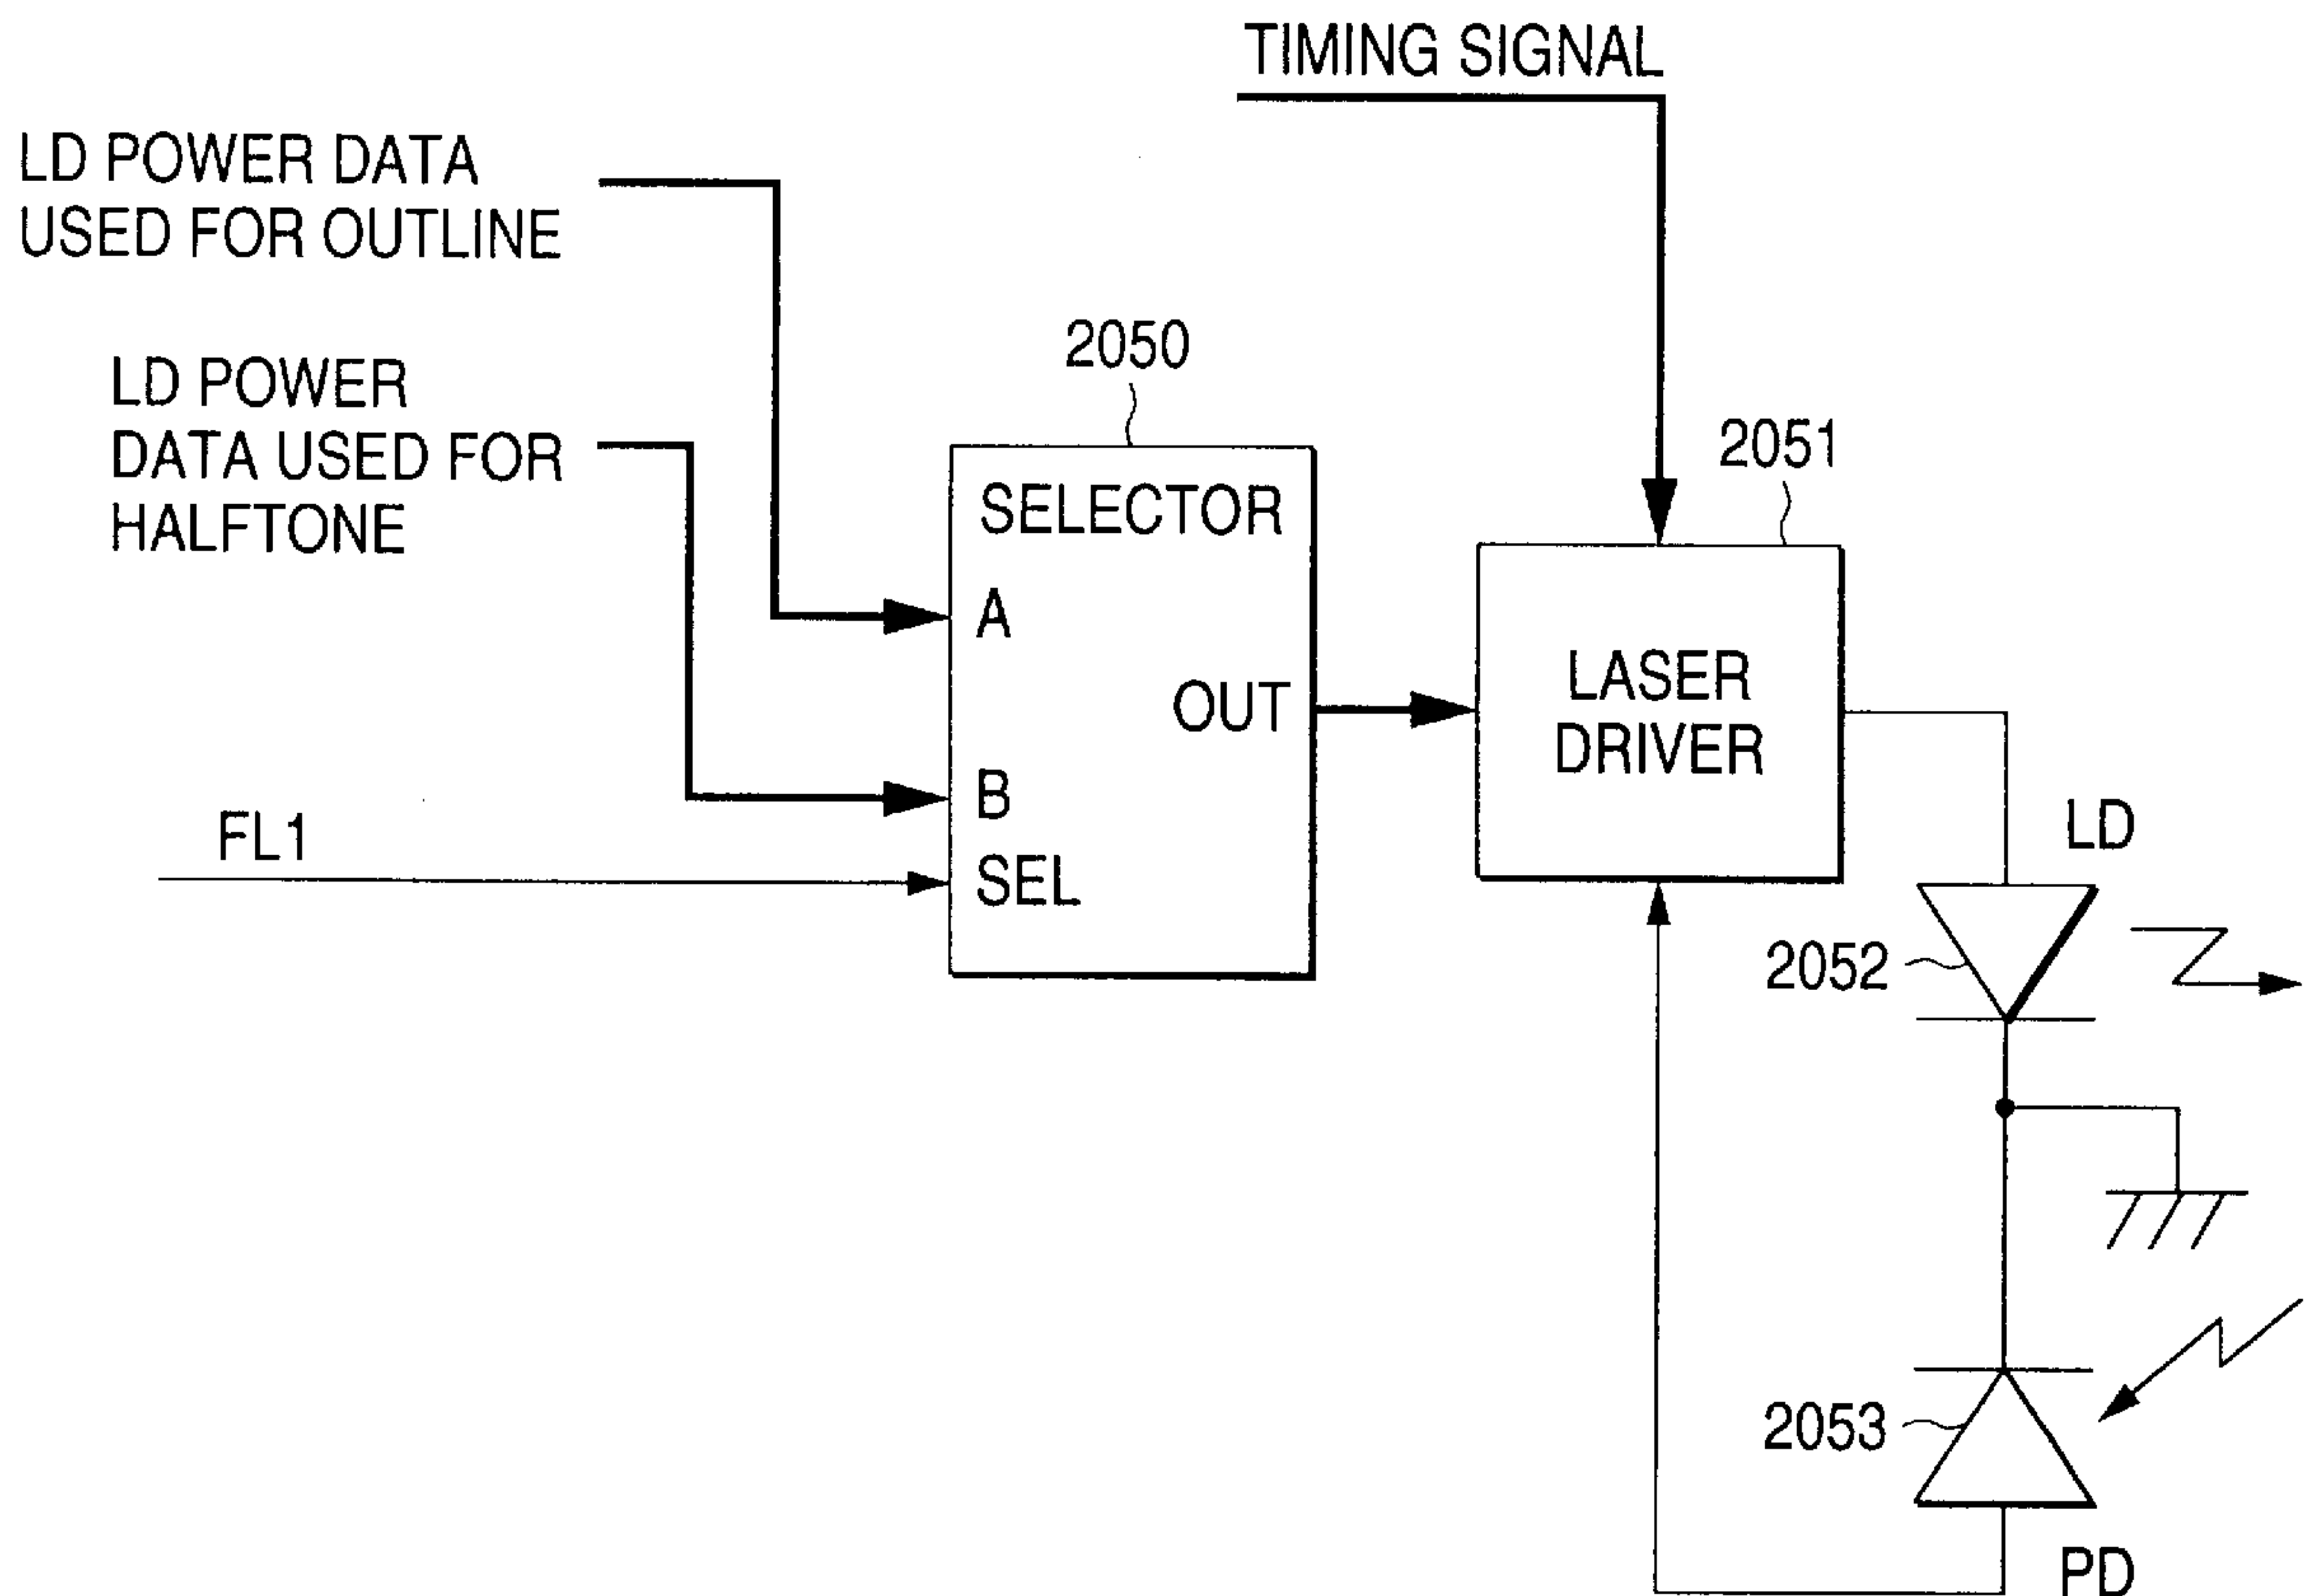 TIMING SIGNAL
LD POWER DATA
USED FOR OUTLINE
LD POWER
DATA USED FOR
HALFTONE
2050
2051
SELECTOR
A
OUT
B
SEL
FL1
LASER
DRIVER
LD
2052
2053
PD